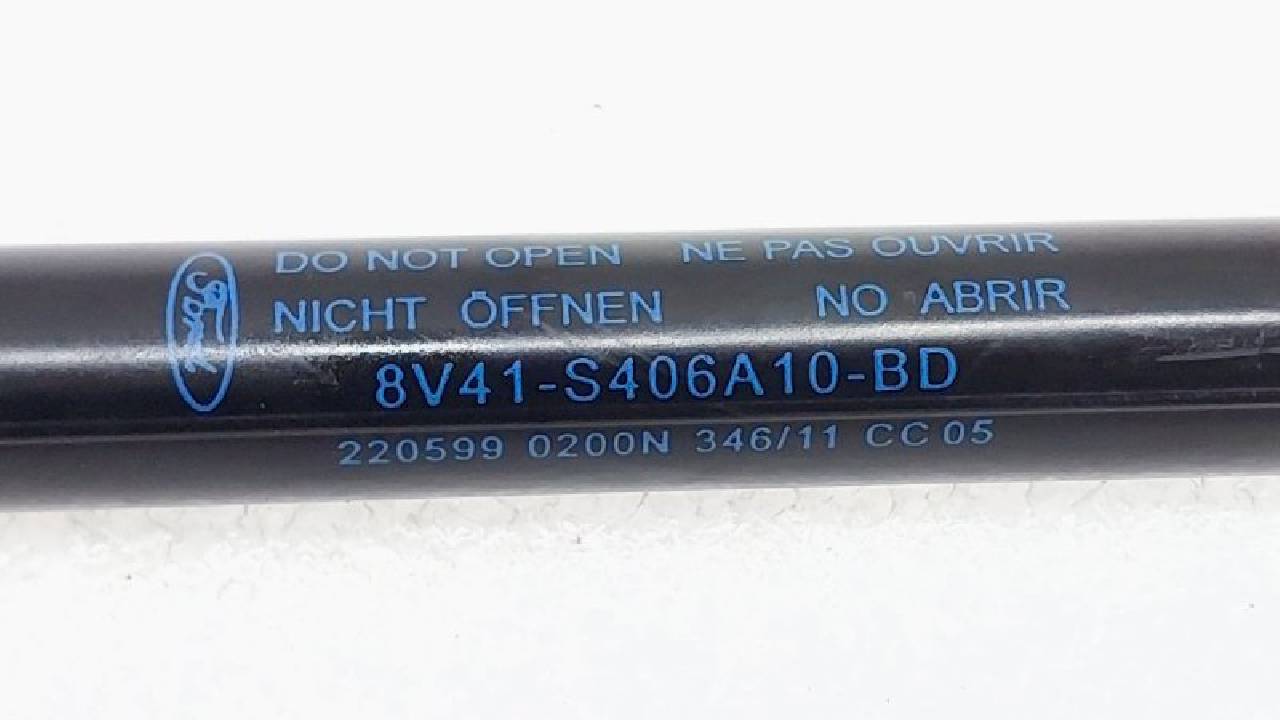 Ford
DO NOT OPEN NE PAS OUVRIR
NICHT ÖFFNEN NO ABRIR
8V41-S406A10-BD
220599 0200N 346/11 CC 05